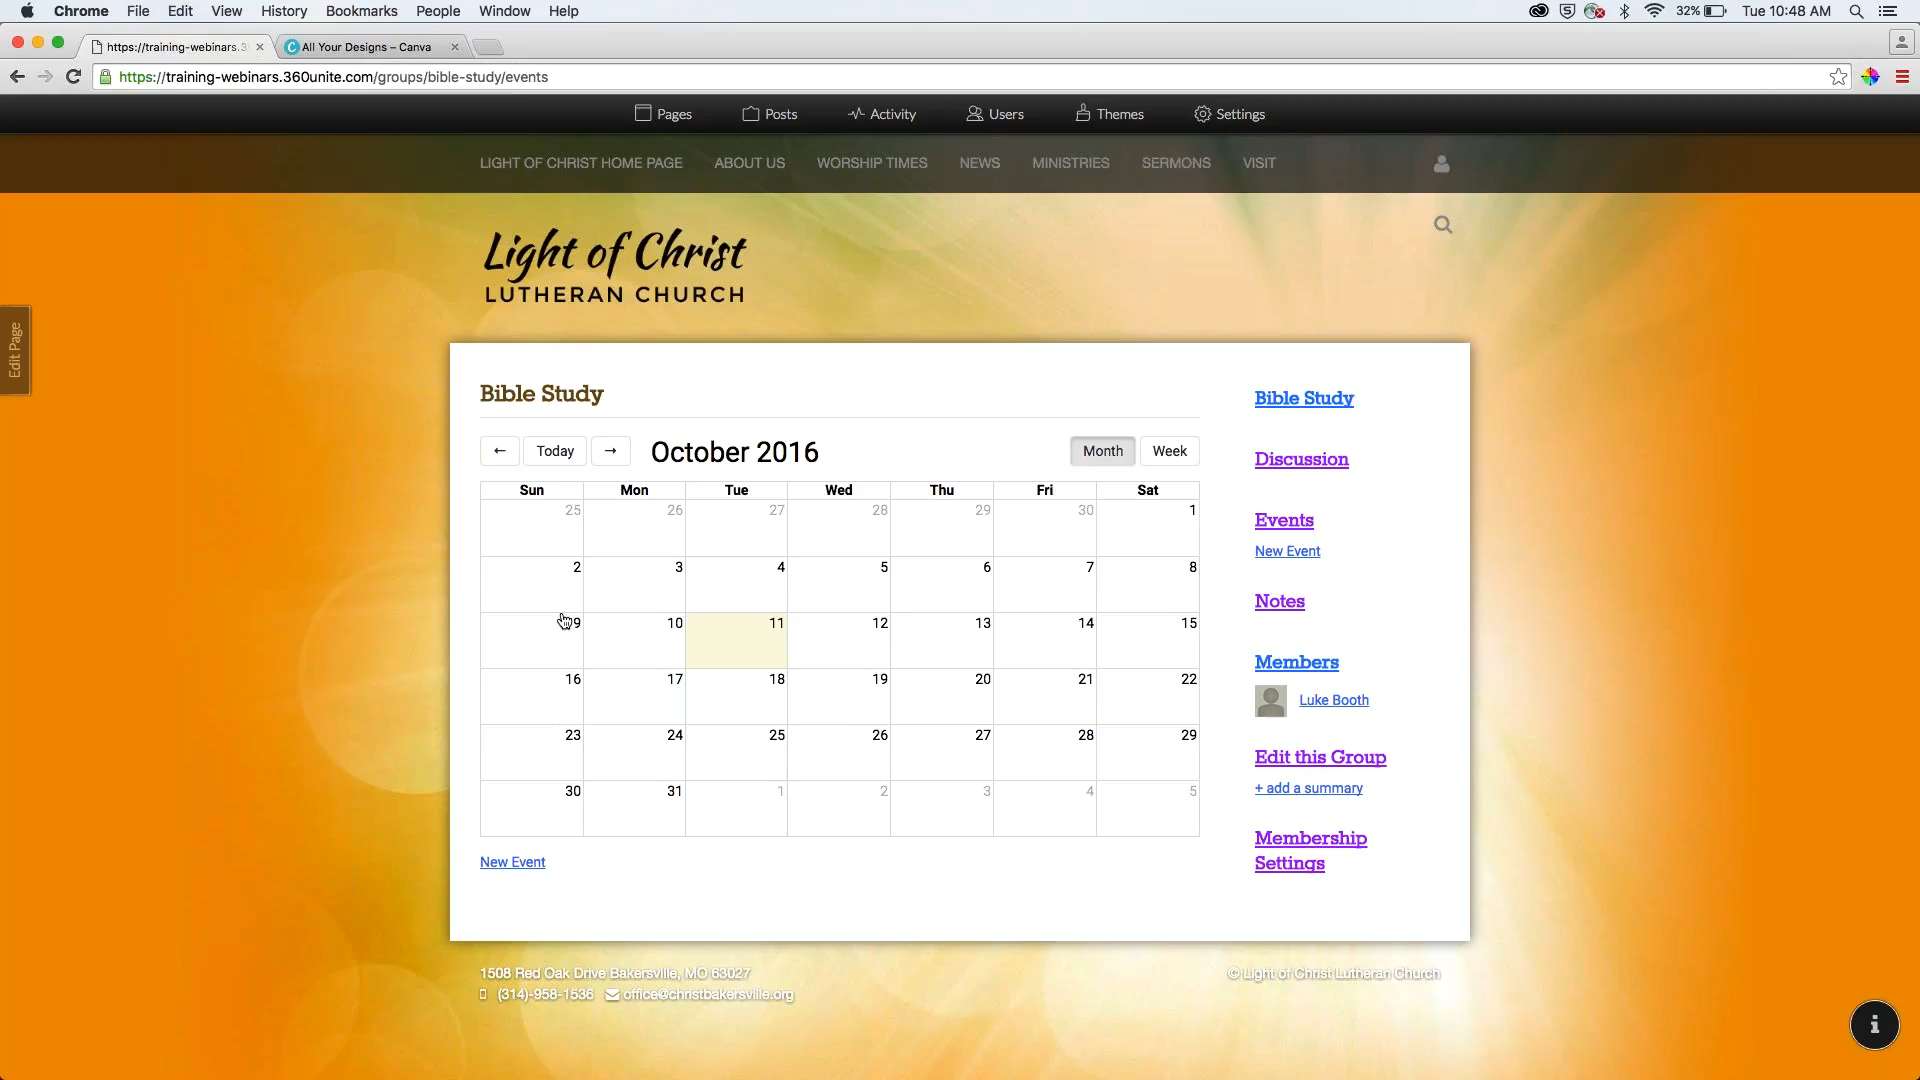 Chrome File Edit View History Bookmarks People Window Help 32% Tue 10:48 AM
https://training-webinars.3 All Your Designs – Canva
https://training-webinars.360unite.com/groups/bible-study/events
Pages Posts Activity Users Themes Settings
LIGHT OF CHRIST HOME PAGE ABOUT US WORSHIP TIMES NEWS MINISTRIES SERMONS VISIT
Light of Christ
LUTHERAN CHURCH
Edit Page
Bible Study
← Today → October 2016 Month Week
Sun Mon Tue Wed Thu Fri Sat
25 26 27 28 29 30 1
2 3 4 5 6 7 8
9 10 11 12 13 14 15
16 17 18 19 20 21 22
23 24 25 26 27 28 29
30 31 1 2 3 4 5
New Event
Bible Study
Discussion
Events
New Event
Notes
Members
Luke Booth
Edit this Group
+ add a summary
Membership
Settings
1508 Red Oak Drive Bakersville, MO 63027
(314)-958-1536 office@christbakersville.org
© Light of Christ Lutheran Church